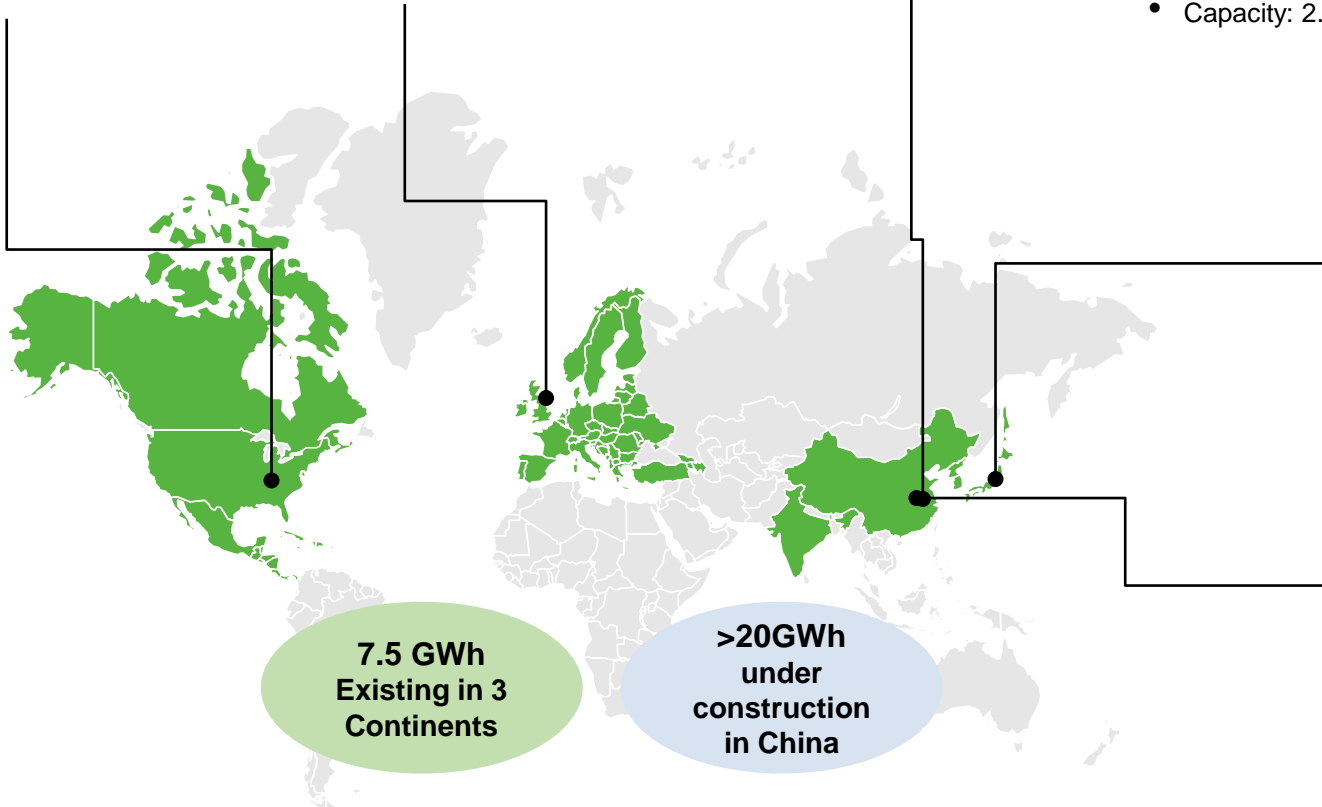 • Capacity: 2.
7.5 GWh
Existing in 3
Continents
>20GWh
under
construction
in China